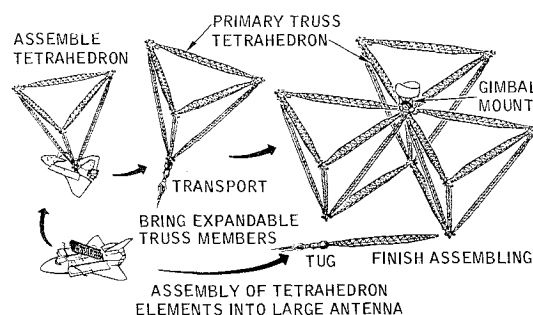 PRIMARY TRUSS
TETRAHEDRON
ASSEMBLE
TETRAHEDRON
GIMBAL
MOUNT
TRANSPORT
BRING EXPANDABLE
TRUSS MEMBERS
TUG
FINISH ASSEMBLING
ASSEMBLY OF TETRAHEDRON
ELEMENTS INTO LARGE ANTENNA